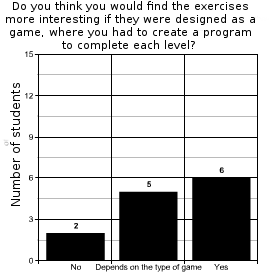 Do you think you would find the exercises
more interesting if they were designed as a
game, where you had to create a program
to complete each level?
Number of students
15
12
9
6
3
0
2
5
6
No
Depends on the type of game
Yes